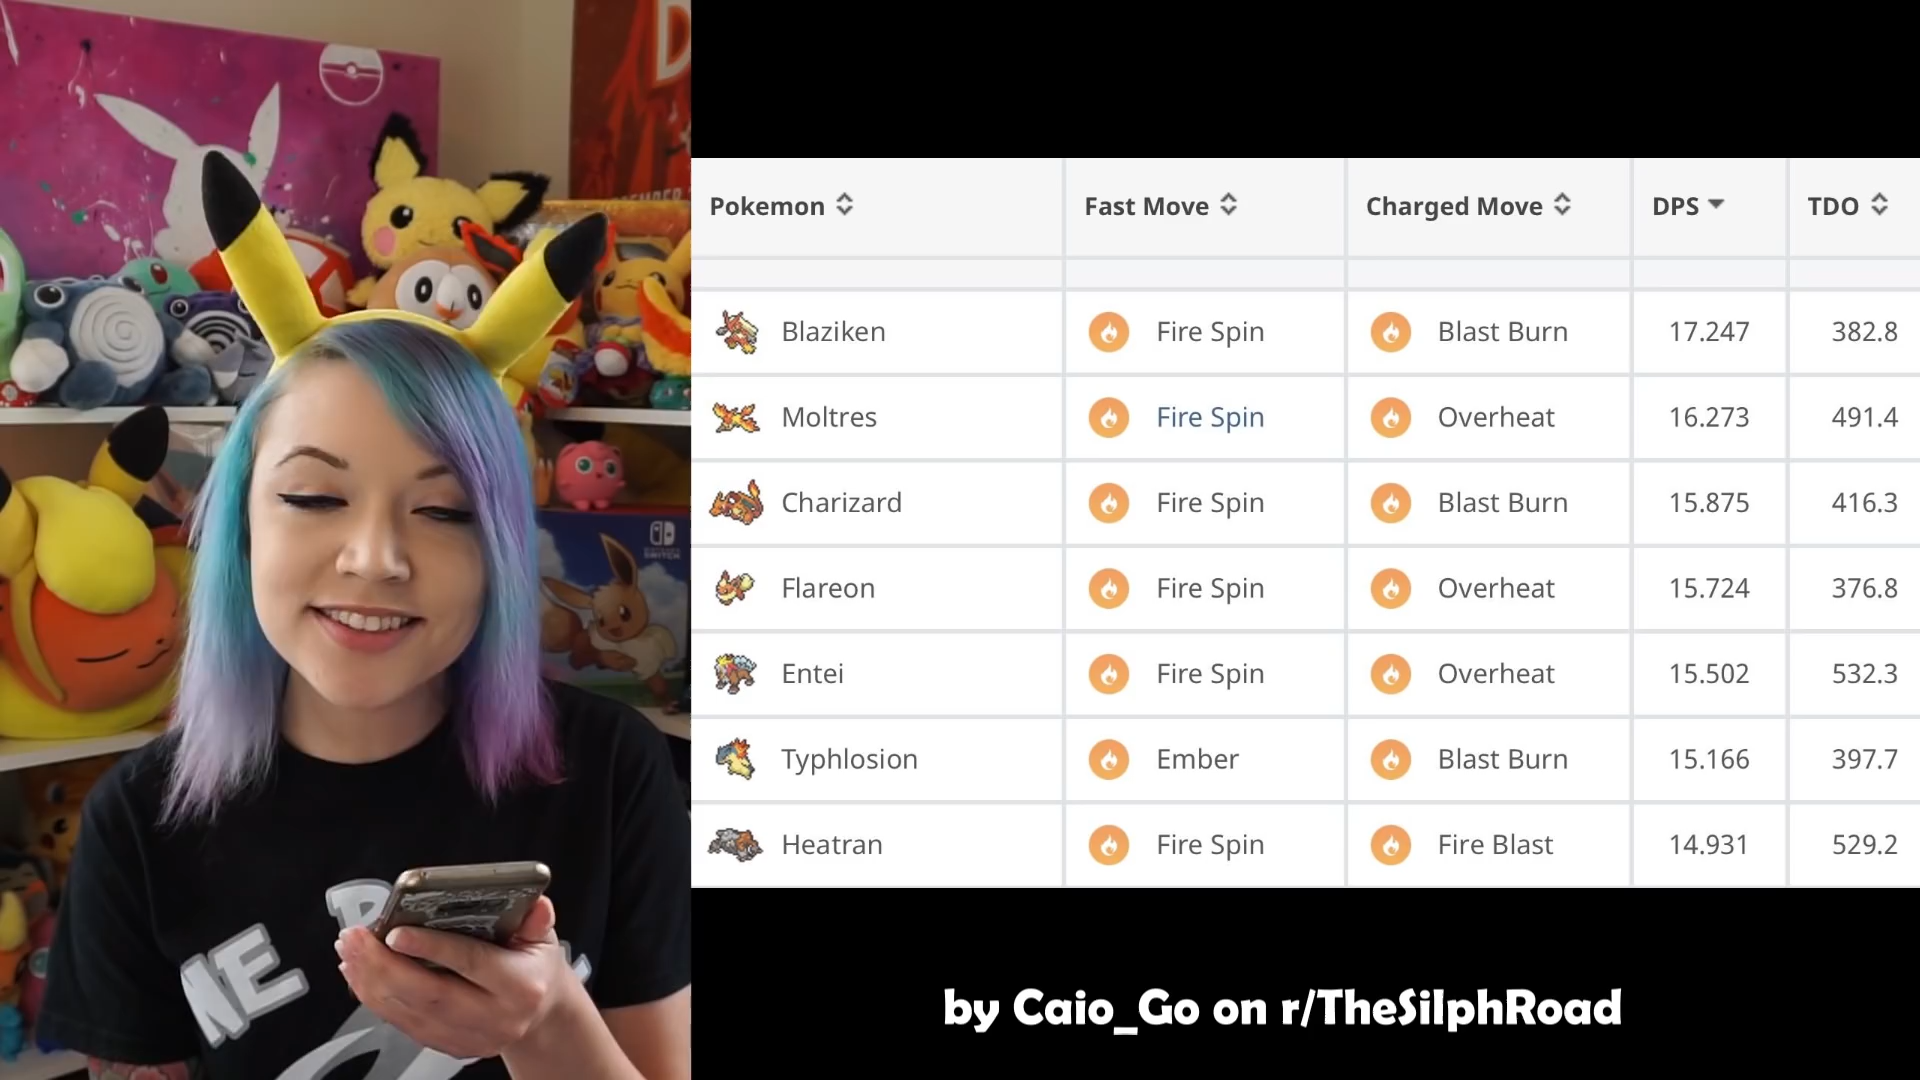 Pokemon Fast Move Charged Move DPS TDO
Blaziken Fire Spin Blast Burn 17.247 382.8
Moltres Fire Spin Overheat 16.273 491.4
Charizard Fire Spin Blast Burn 15.875 416.3
Flareon Fire Spin Overheat 15.724 376.8
Entei Fire Spin Overheat 15.502 532.3
Typhlosion Ember Blast Burn 15.166 397.7
Heatran Fire Spin Fire Blast 14.931 529.2
by Caio_Go on r/TheSilphRoad
SWITCH
NE